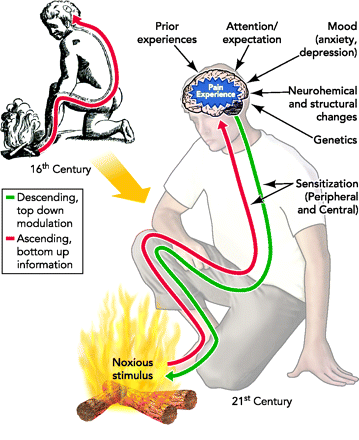 Prior
experiences
Attention/
expectation
Mood
(anxiety,
depression)
Pain
Experience
Neurohemical and
structural
changes
Genetics
16th Century
Sensitization
(Peripheral
and Central)
Descending,
top down
modulation
Ascending,
bottom up
information
Noxious
stimulus
21st Century